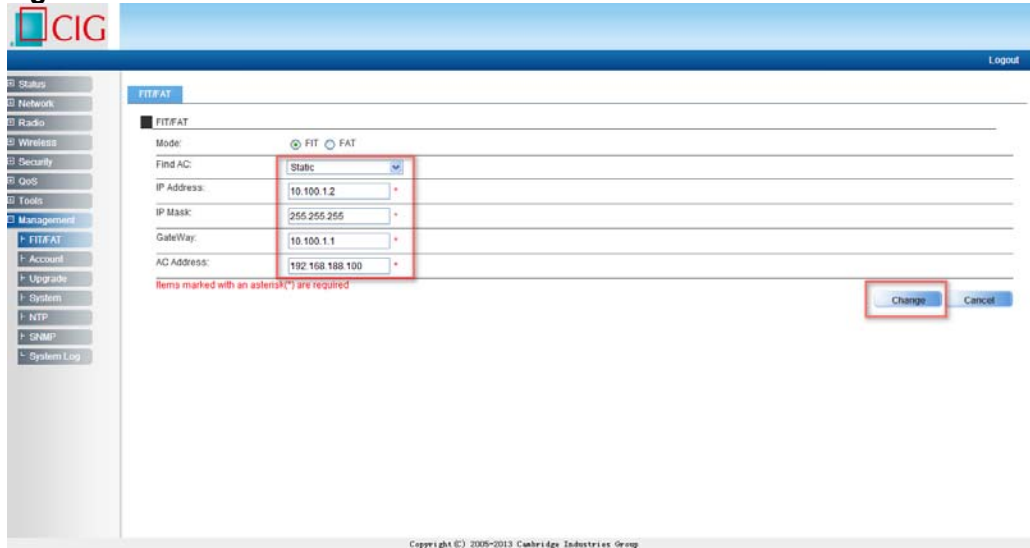 CIG
Logout
Status
Network
Radio
Wireless
Security
QoS
Tools
Management
FIT/FAT
Account
Upgrade
System
NTP
SNMP
System Log
FIT/FAT
FIT/FAT
Mode: FIT FAT
Find AC: Static
IP Address: 10.100.1.2 *
IP Mask: 255.255.255 *
GateWay: 10.100.1.1 *
AC Address: 192.168.188.100 *
Items marked with an asterisk(*) are required
Change Cancel
Copyright(C) 2005-2013 Cambridge Industries Group